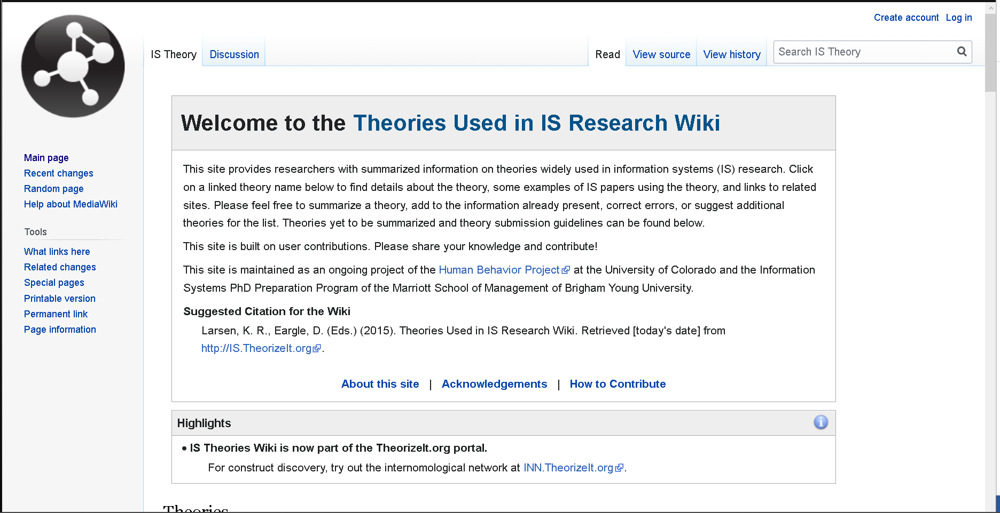 Create account Log in
IS Theory Discussion Read View source View history Search IS Theory
Main page
Recent changes
Random page
Help about MediaWiki
Tools
What links here
Related changes
Special pages
Printable version
Permanent link
Page information
Welcome to the Theories Used in IS Research Wiki
This site provides researchers with summarized information on theories widely used in information systems (IS) research. Click
on a linked theory name below to find details about the theory, some examples of IS papers using the theory, and links to related
sites. Please feel free to summarize a theory, add to the information already present, correct errors, or suggest additional
theories for the list. Theories yet to be summarized and theory submission guidelines can be found below.
This site is built on user contributions. Please share your knowledge and contribute!
This site is maintained as an ongoing project of the Human Behavior Project at the University of Colorado and the Information
Systems PhD Preparation Program of the Marriott School of Management of Brigham Young University.
Suggested Citation for the Wiki
Larsen, K. R., Eargle, D. (Eds.) (2015). Theories Used in IS Research Wiki. Retrieved [today's date] from
http://IS.TheorizeIt.org.
About this site | Acknowledgements | How to Contribute
Highlights
• IS Theories Wiki is now part of the TheorizeIt.org portal.
For construct discovery, try out the internomological network at INN.TheorizeIt.org.
Theories